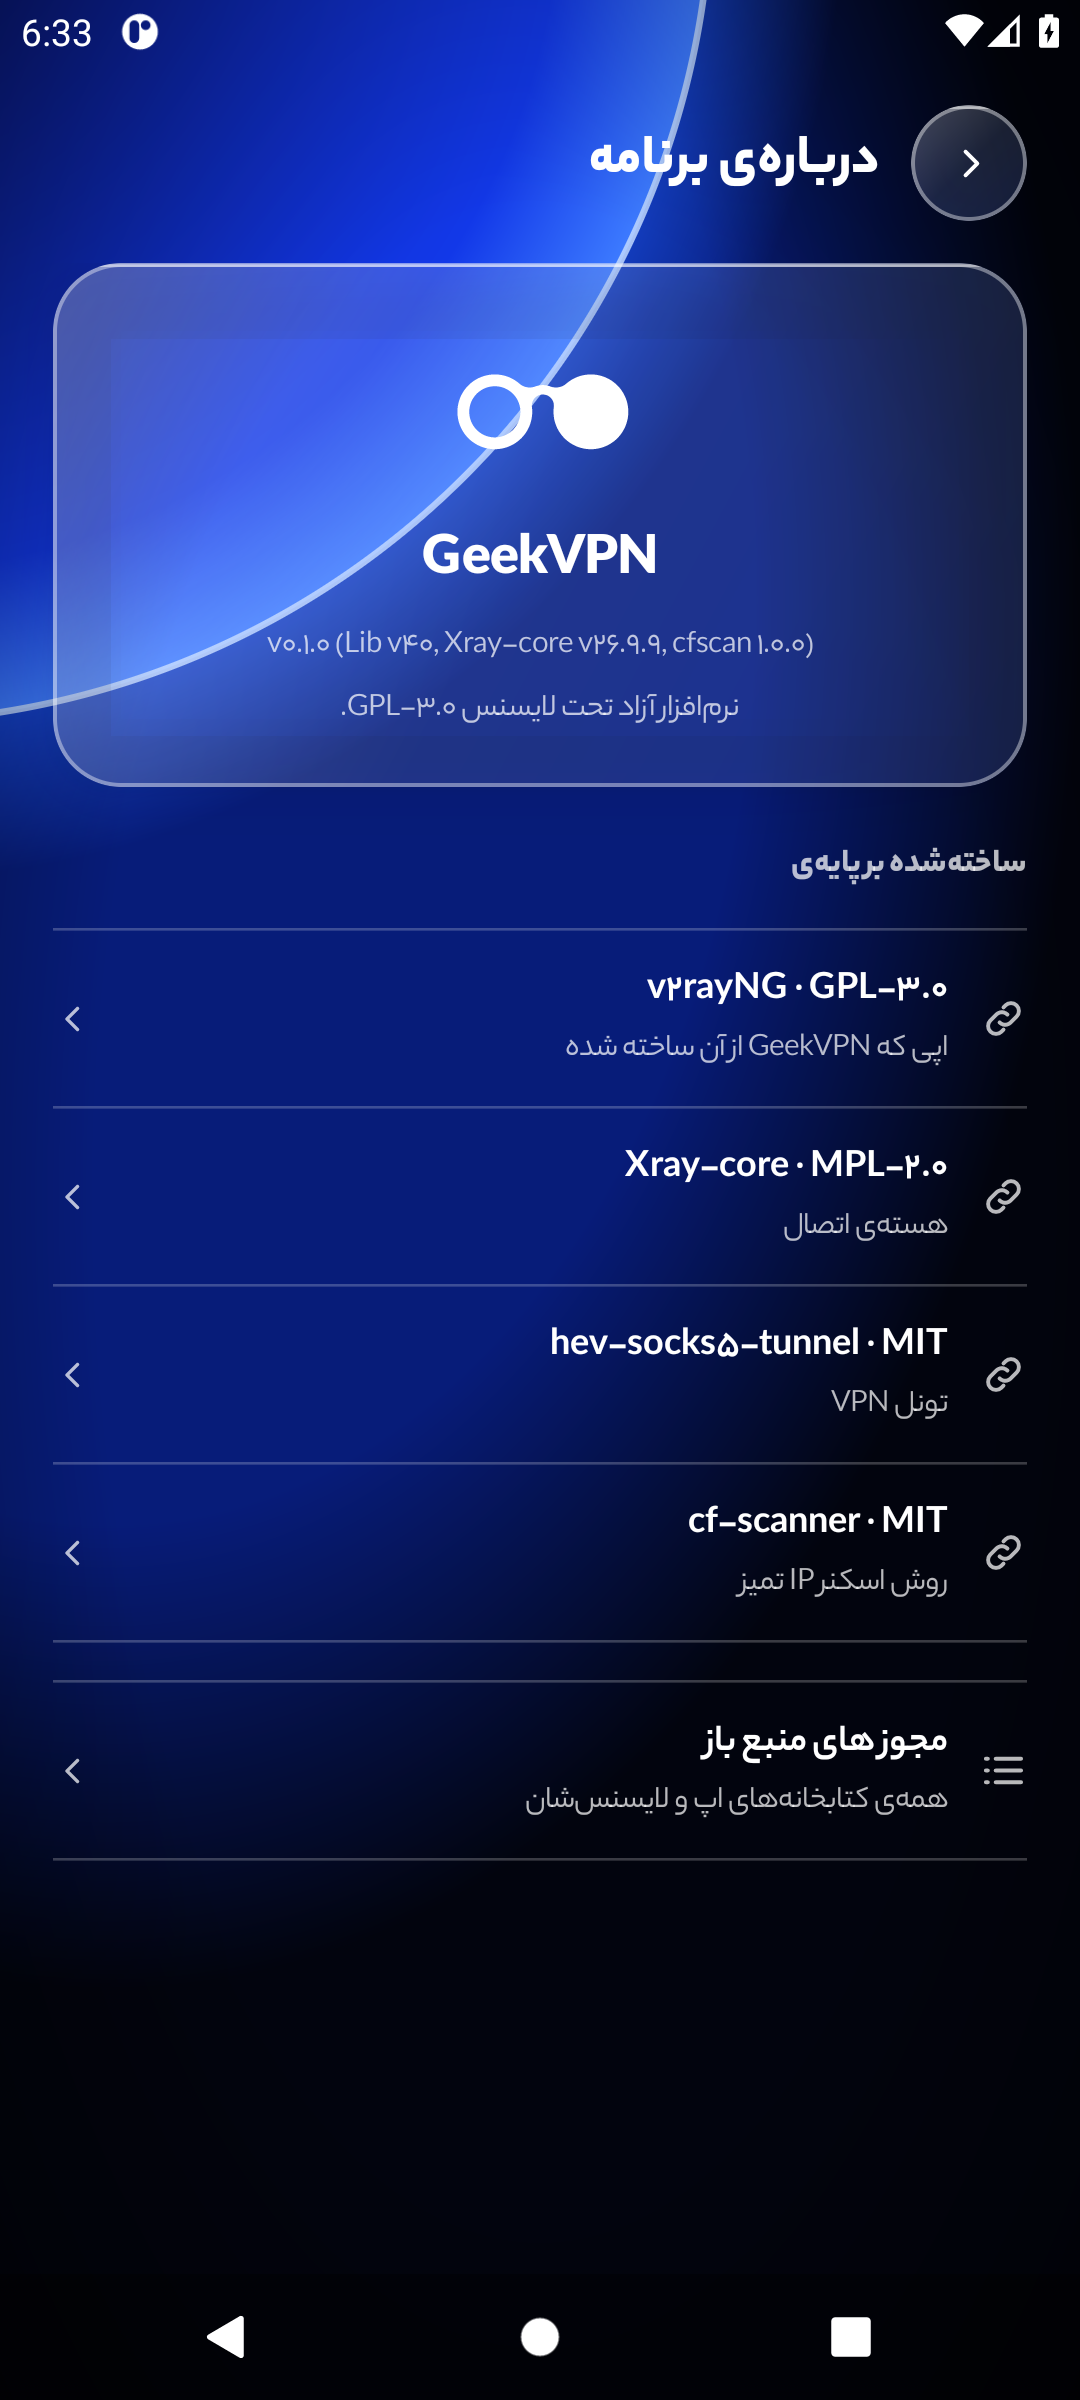 6:33
درباره‌ی برنامه
GeekVPN
v۰.۱.۰ (Lib v۴۰, Xray-core v۲۶.۹.۹, cfscan ۱.۰.۰)
نرم‌افزار آزاد تحت لایسنس GPL-۳.۰.
ساخته‌شده بر پایه‌ی
v۲rayNG · GPL-۳.۰
اپی که GeekVPN از آن ساخته شده
Xray-core · MPL-۲.۰
هسته‌ی اتصال
hev-socks۵-tunnel · MIT
تونل VPN
cf-scanner · MIT
روش اسکنر IP تمیز
مجوزهای منبع باز
همه‌ی کتابخانه‌های اپ و لایسنس‌شان